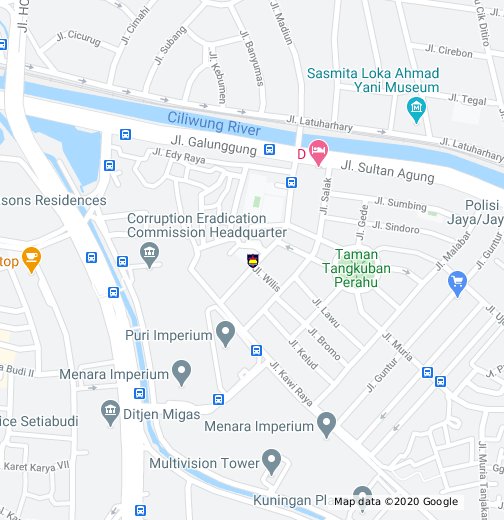 Jl. HO
Jl. Cimahi
Jl. Cicurug
Jl. Subang
Jl. Kebumen
Jl. Banyumas
Jl. Madiun
Cik Ditiro
Jl. Cirebon
Sasmita Loka Ahmad
Yani Museum
Jl. Tegal
Jl. Latuharhary
Jl. Latuharhary
Ciliwung River
Jl. Galunggung
Jl. Edy Raya
D
Jl. Sultan Agung
Jl. Salak
Jl. Gede
Jl. Sumbing
Jl. Sindoro
Polisi
Jaya/Jay
sons Residences
Corruption Eradication
Commission Headquarter
top
Taman
Tangkuban
Perahu
Jl. Malabar
Jl. Wilis
Jl. Lawu
Jl. Bromo
Jl. Kelud
Jl. Muria
Jl. Guntur
Puri Imperium
Jl. Kawi Raya
a Budi II
Menara Imperium
Ditjen Migas
ice Setiabudi
Menara Imperium
Jl. Karet Karya VII
Multivision Tower
Kuningan Pl
Jl. Muria Tanjaka
Map data ©2020 Google